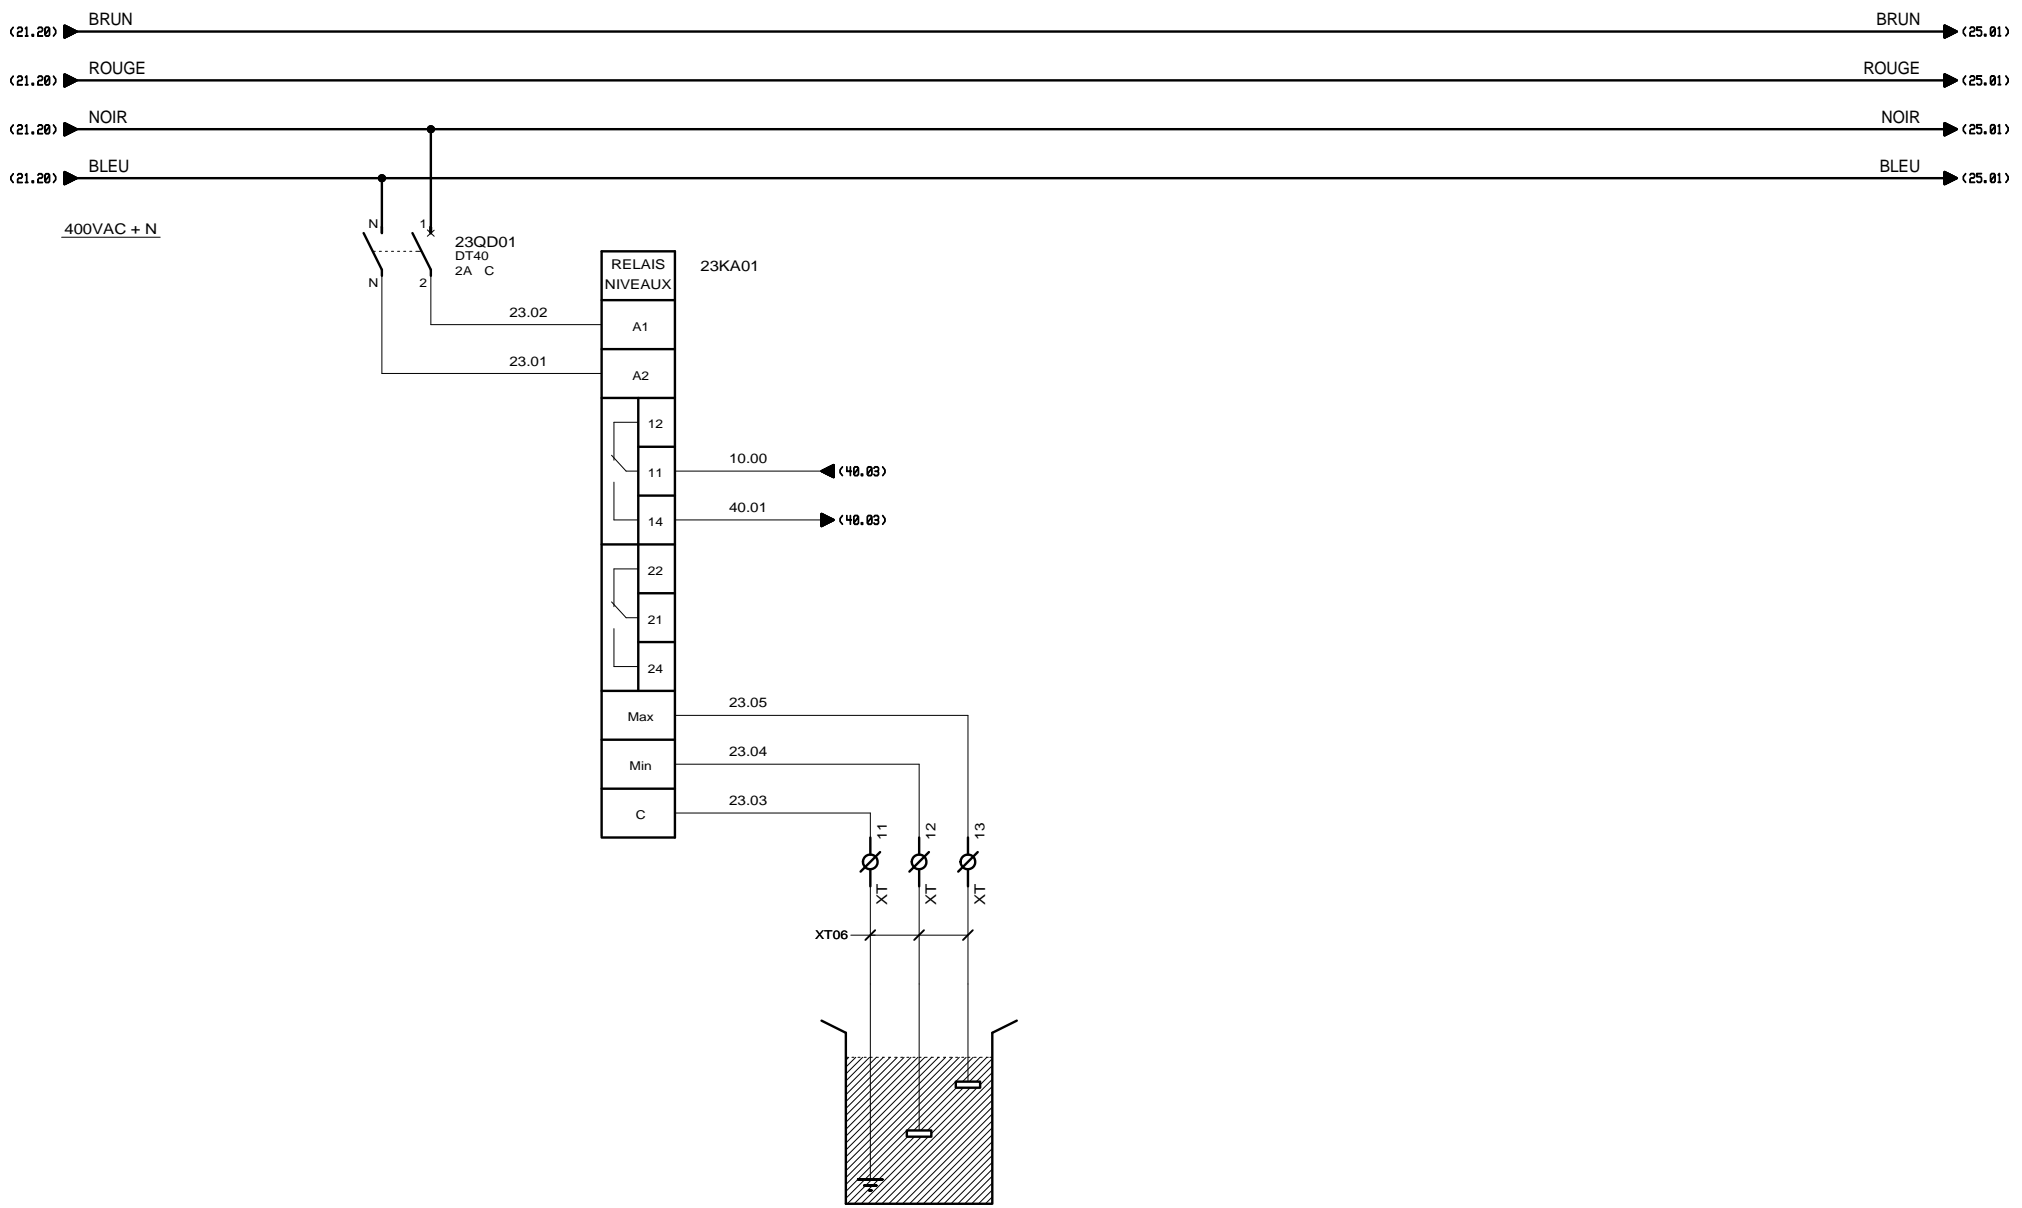 BRUN
BRUN
(21.20)
(25.01)
ROUGE
ROUGE
(21.20)
(25.01)
NOIR
NOIR
(21.20)
(25.01)
BLEU
BLEU
(21.20)
(25.01)
400VAC + N
N
1
23QD01
DT40
2A C
N
2
RELAIS
NIVEAUX
23KA01
23.02
A1
23.01
A2
12
10.00
11
(40.03)
40.01
14
(40.03)
22
21
24
23.05
Max
23.04
Min
23.03
C
11
12
13
XT
XT
XT
XT06